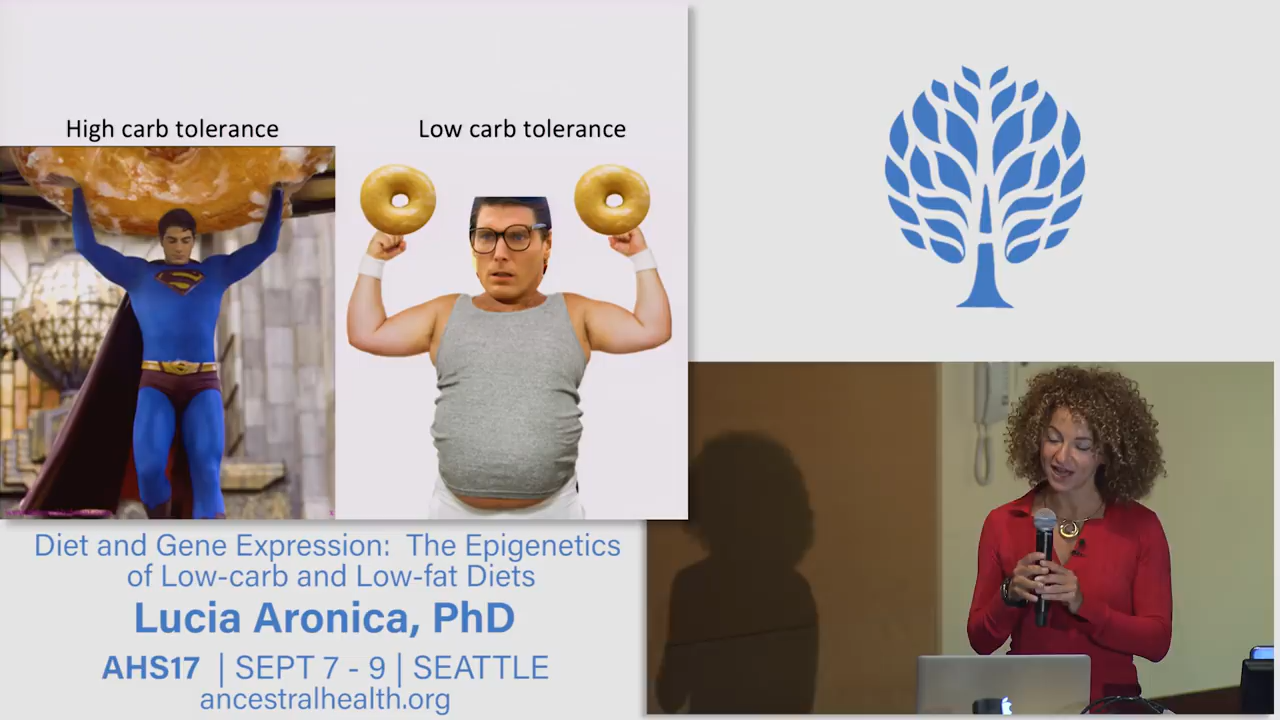 High carb tolerance
Low carb tolerance
Diet and Gene Expression: The Epigenetics
of Low-carb and Low-fat Diets
Lucia Aronica, PhD
AHS17 | SEPT 7 - 9 | SEATTLE
ancestralhealth.org